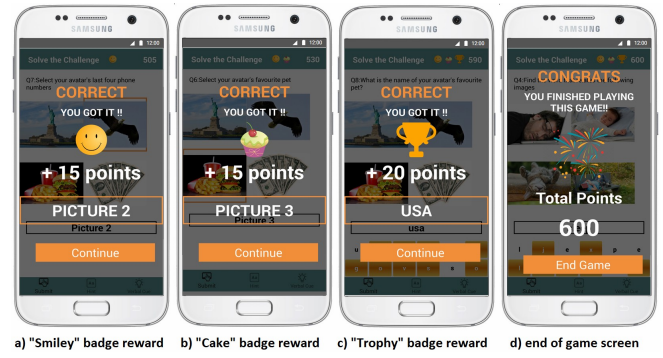 SAMSUNG
12:00
Solve the Challenge 505
Q7:Select your avatar's last four phone
numbers
CORRECT
YOU GOT IT !!
+ 15 points
PICTURE 2
Picture 2
Continue
Submit
a) "Smiley" badge reward
SAMSUNG
12:00
Solve the Challenge 530
Q6:Select your avatar's favourite pet
CORRECT
YOU GOT IT !!
+ 15 points
PICTURE 3
Picture 3
Continue
b) "Cake" badge reward
SAMSUNG
12:00
Solve the Challenge 590
Q8:What is the name of your avatar's favourite
pet?
CORRECT
YOU GOT IT !!
+ 20 points
USA
usa
Continue
Submit
c) "Trophy" badge reward
SAMSUNG
12:00
Solve the Challenge 600
CONGRATS
images
YOU FINISHED PLAYING
THIS GAME!!
Total Points
600
End Game
Submit
d) end of game screen